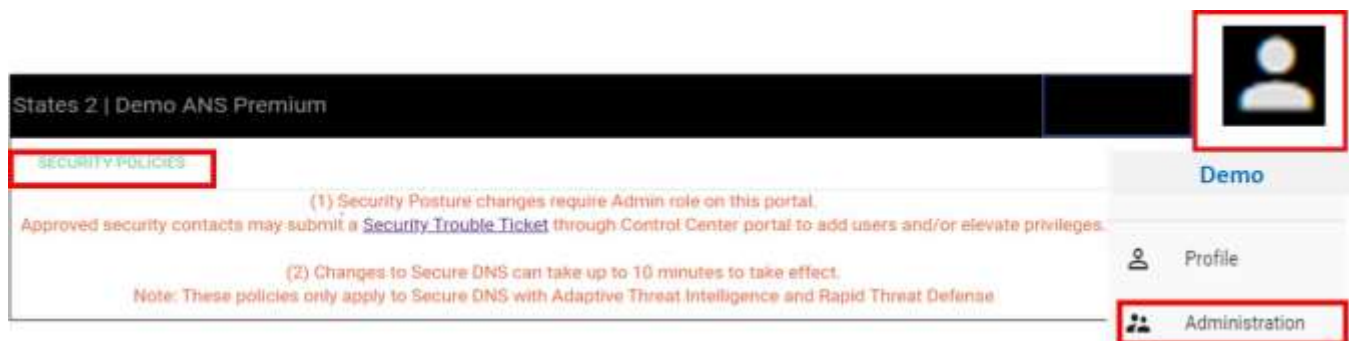 States 2 | Demo ANS Premium
SECURITY POLICIES
Demo
(1) Security Posture changes require Admin role on this portal.
Approved security contacts may submit a Security Trouble Ticket through Control Center portal to add users and/or elevate privileges.
Profile
(2) Changes to Secure DNS can take up to 10 minutes to take effect.
Note: These policies only apply to Secure DNS with Adaptive Threat Intelligence and Rapid Threat Defense
Administration